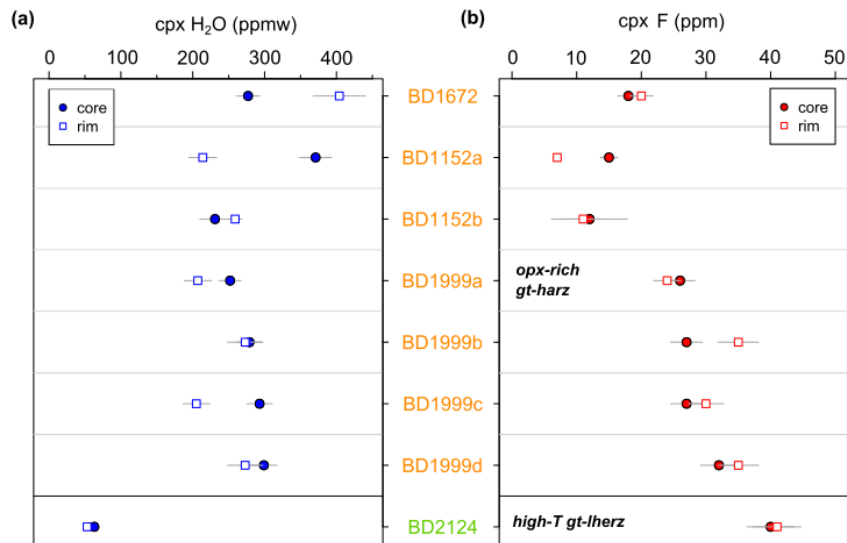 (a) cpx H₂O (ppmw)
0 100 200 300 400
core
rim
(b) cpx F (ppm)
0 10 20 30 40 50
core
rim
BD1672
BD1152a
BD1152b
BD1999a
BD1999b
BD1999c
BD1999d
BD2124
opx-rich
gt-harz
high-T gt-lherz